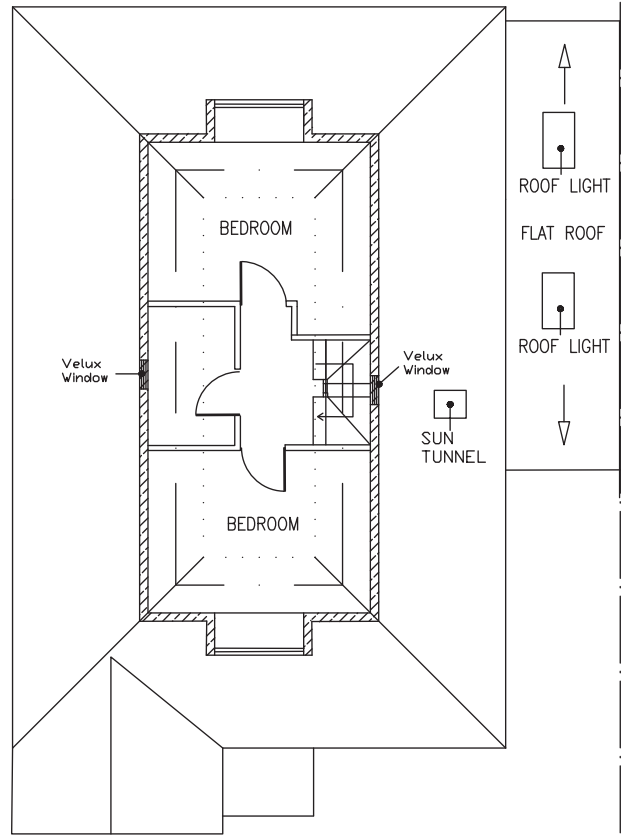 ROOF LIGHT
BEDROOM
FLAT ROOF
ROOF LIGHT
Velux
Window
Velux
Window
SUN
TUNNEL
BEDROOM